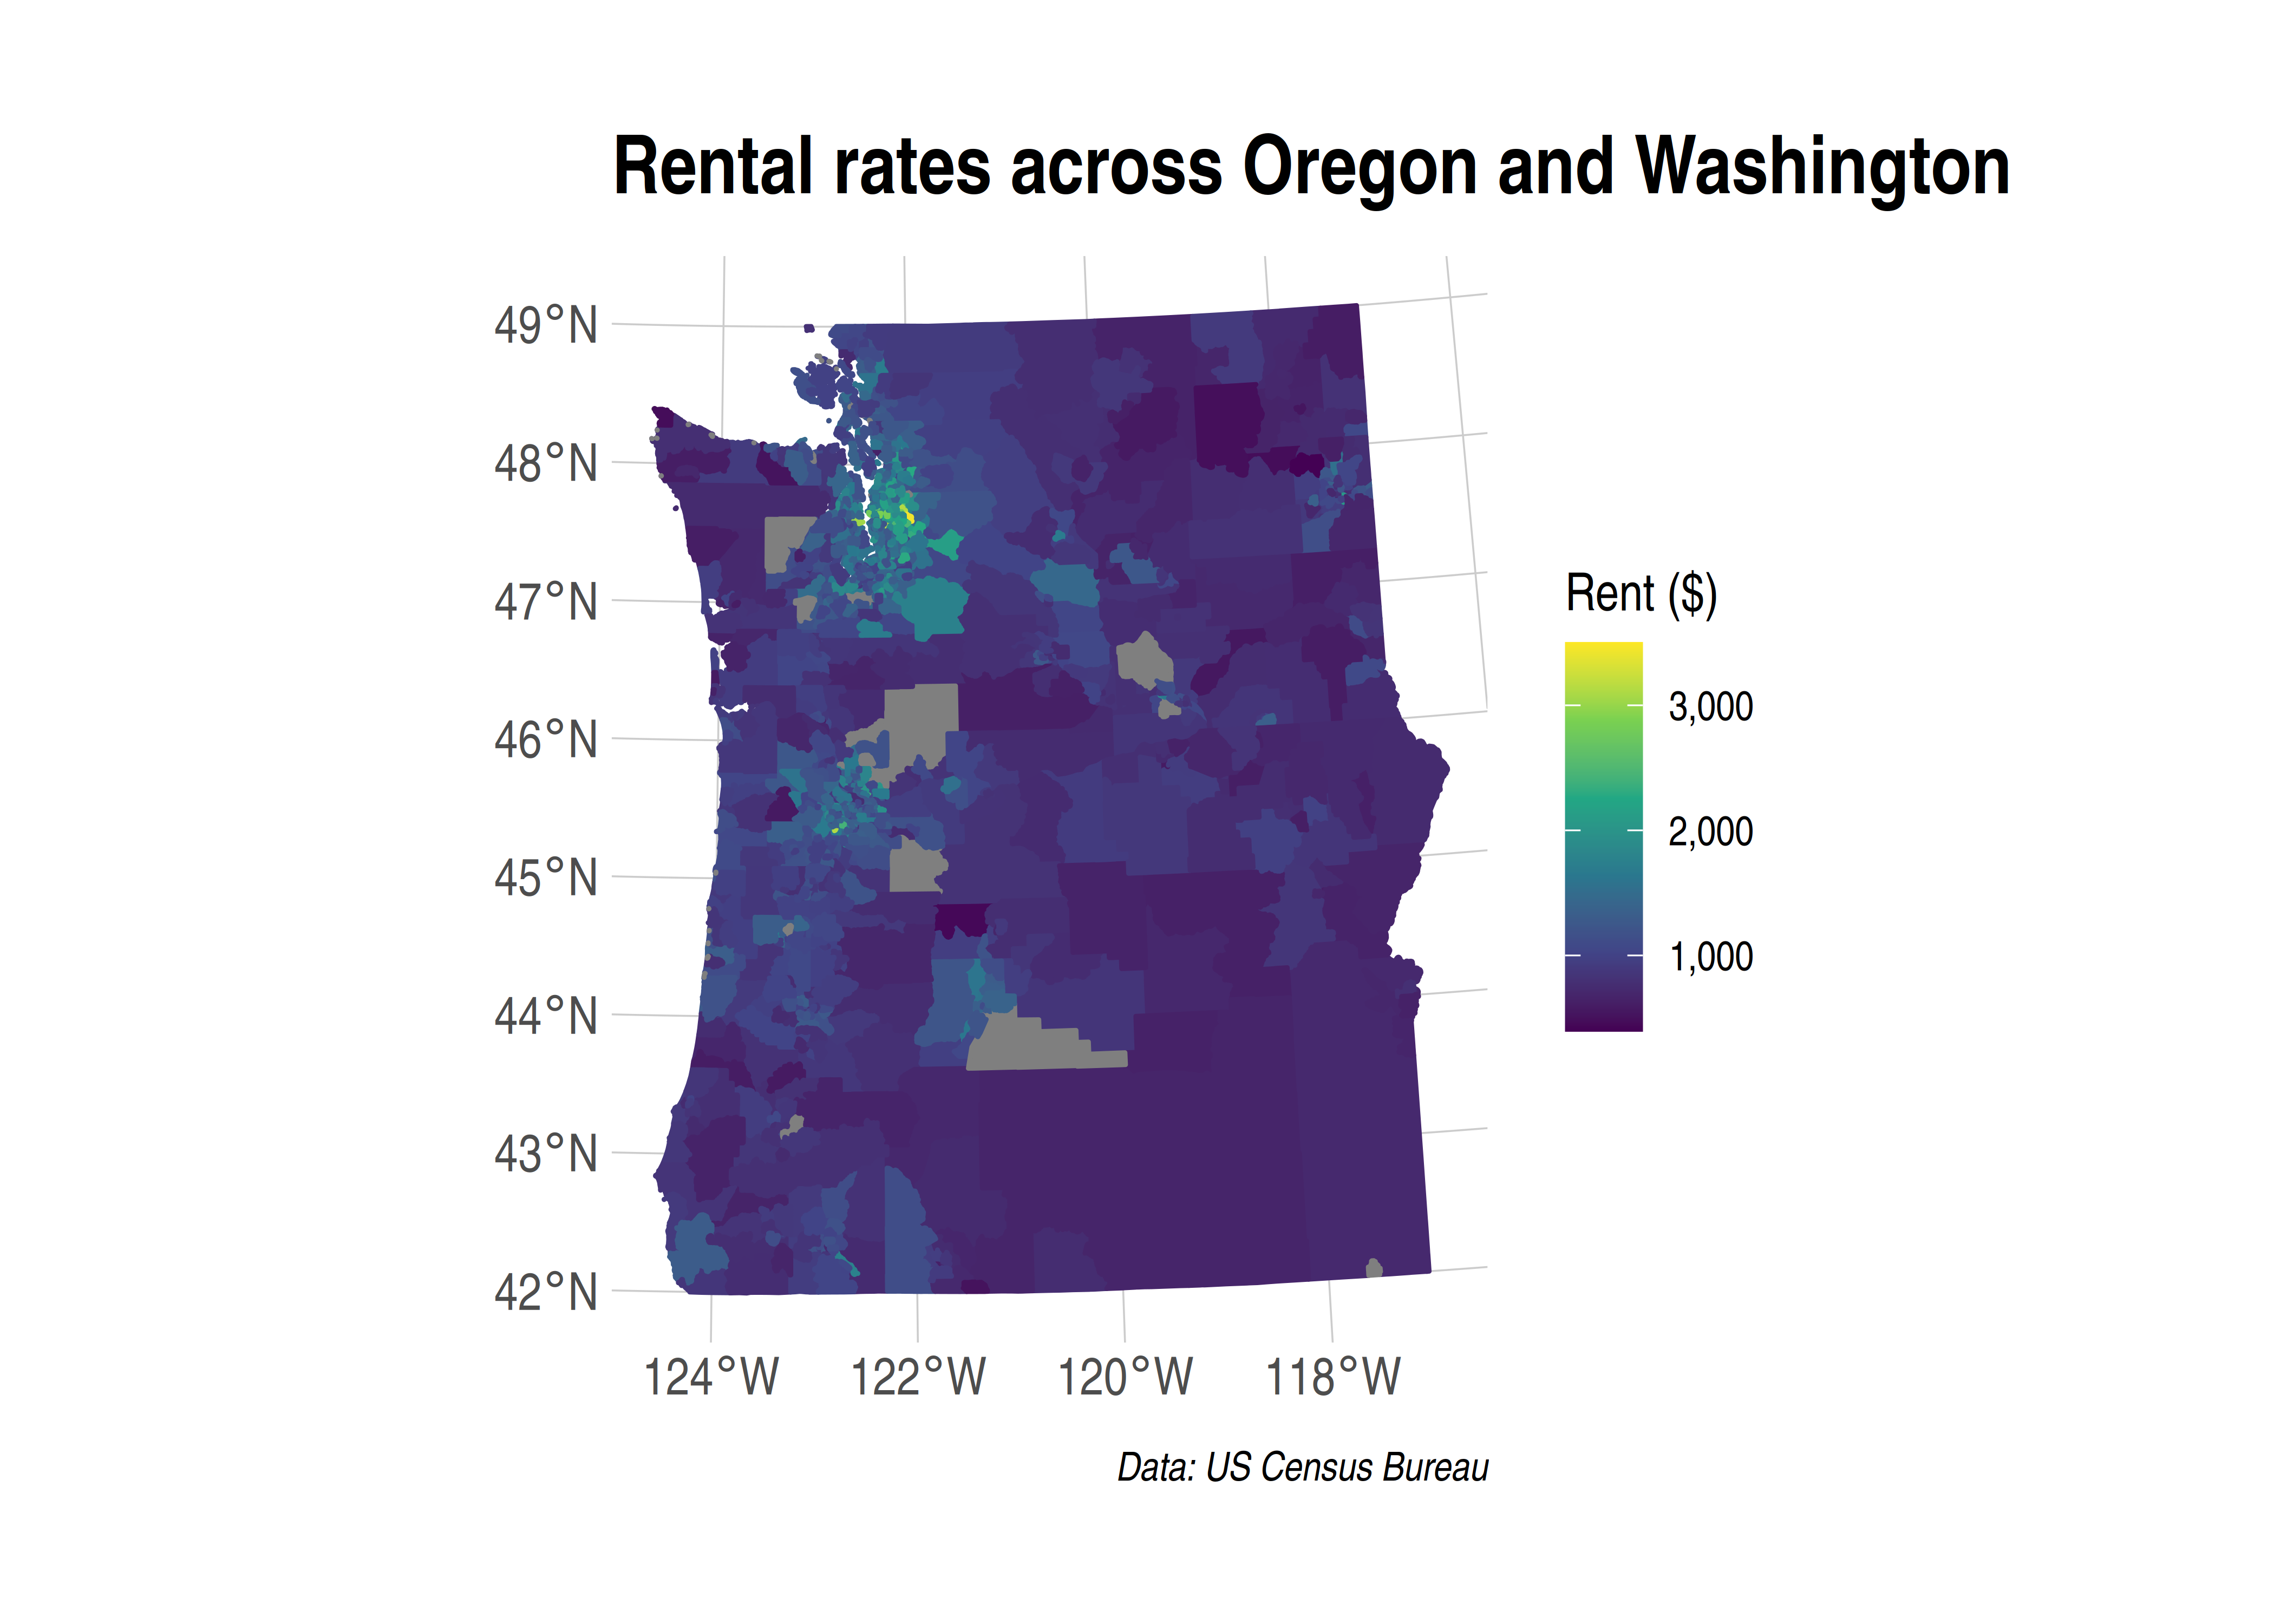 Rental rates across Oregon and Washington
49°N
48°N
47°N
46°N
45°N
44°N
43°N
42°N
124°W 122°W 120°W 118°W
Rent ($)
3,000
2,000
1,000
Data: US Census Bureau